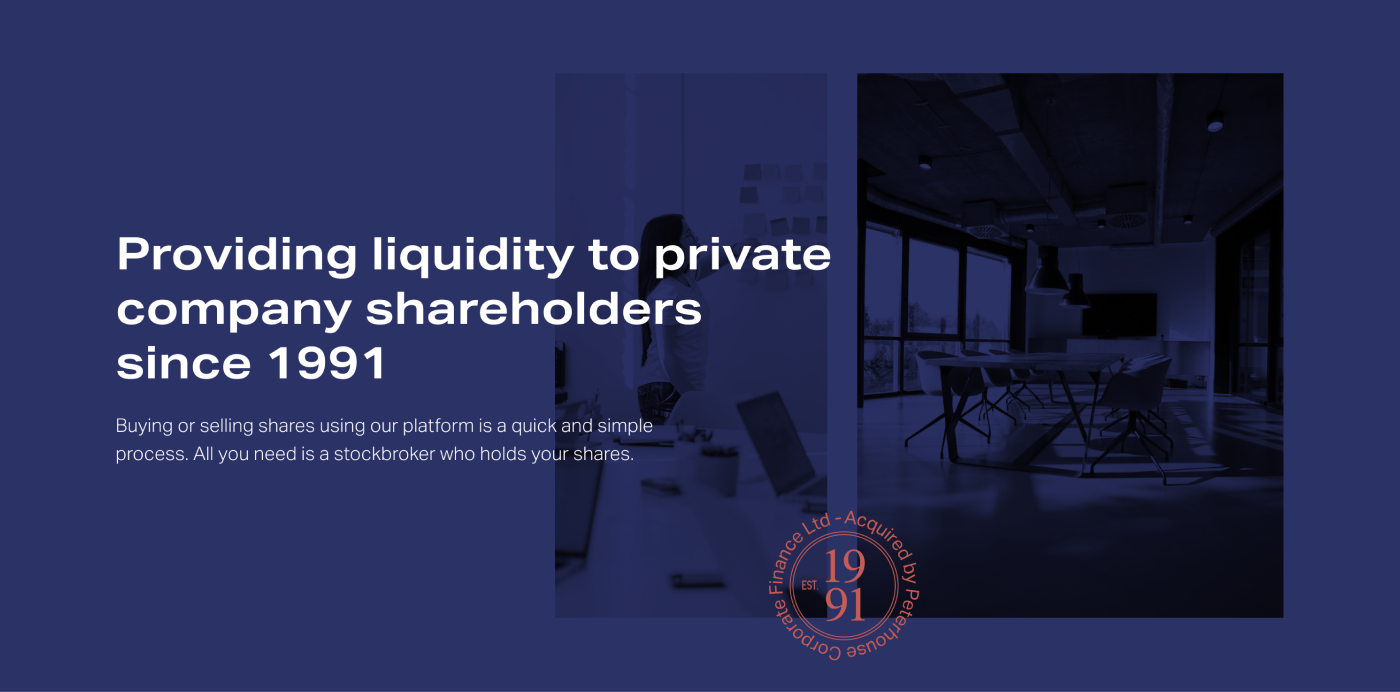 Providing liquidity to private
company shareholders
since 1991
Buying or selling shares using our platform is a quick and simple
process. All you need is a stockbroker who holds your shares.
Acquired by Peterhouse Corporate Finance Ltd -
EST.
19
91